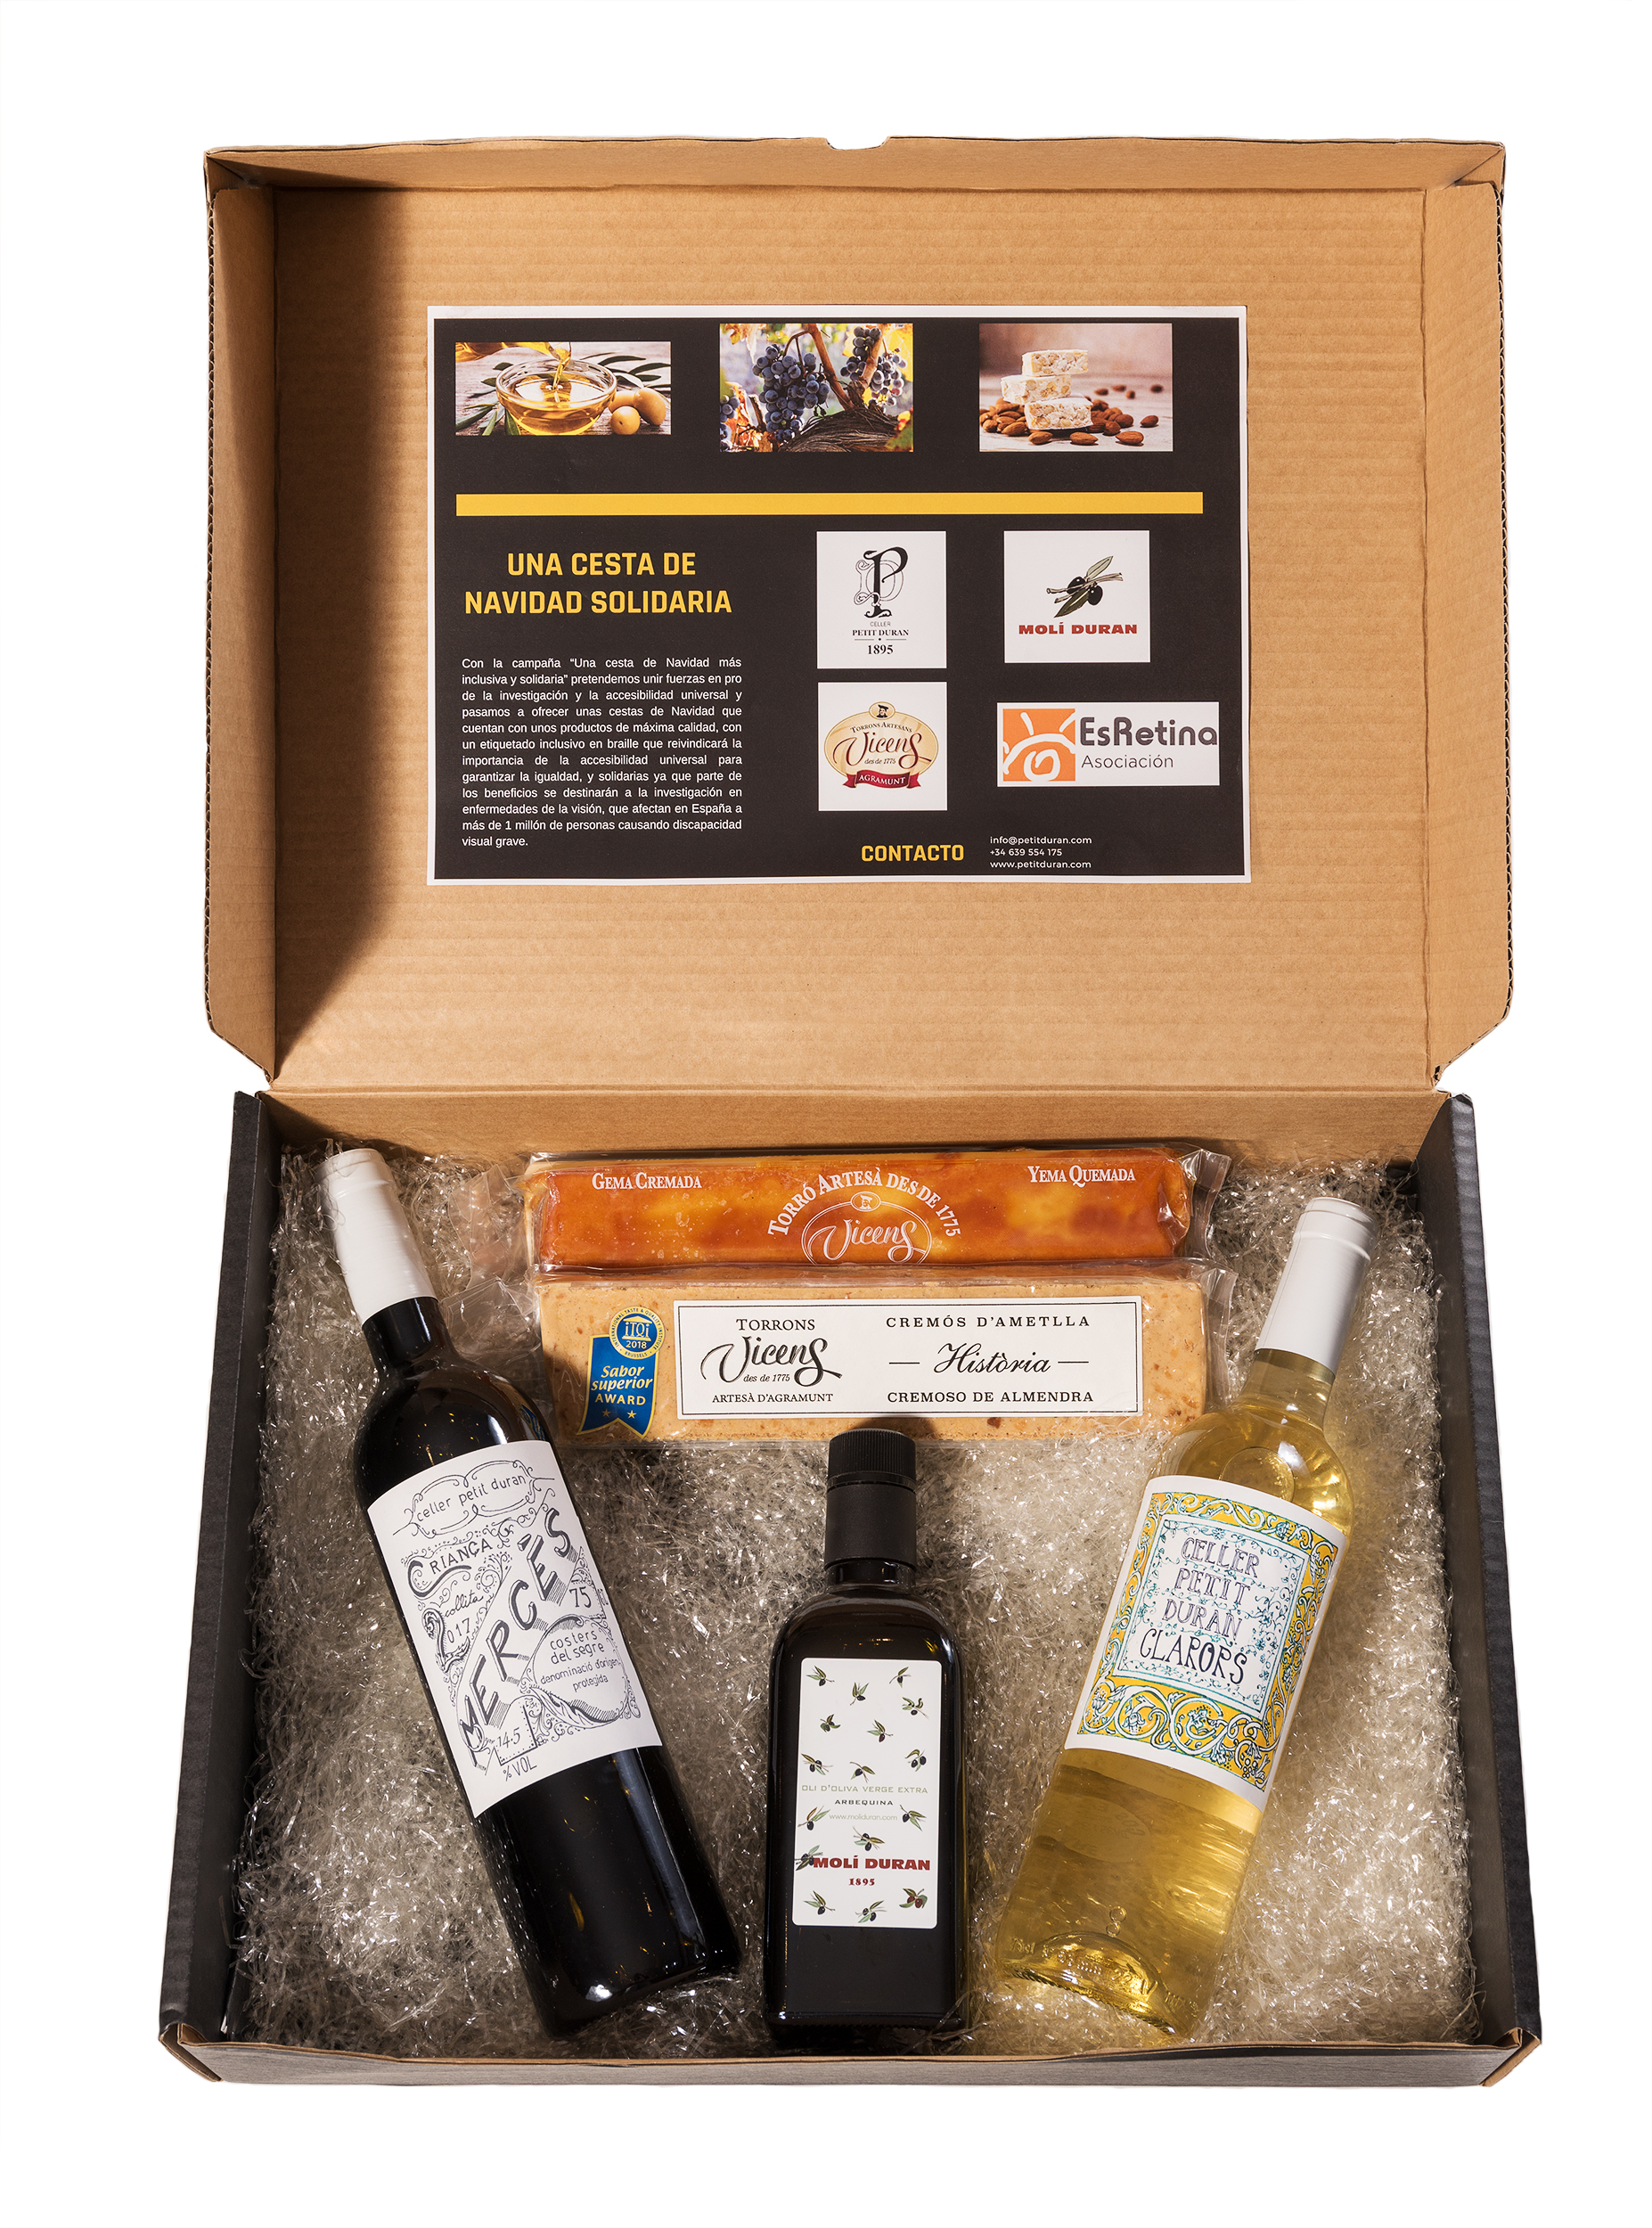 UNA CESTA DE
NAVIDAD SOLIDARIA
Con la campaña "Una cesta de Navidad más
inclusiva y solidaria" pretendemos unir fuerzas en pro
de la investigación y la accesibilidad universal y
pasamos a ofrecer unas cestas de Navidad que
cuentan con unos productos de máxima calidad, con
un etiquetado inclusivo en braille que reivindicará la
importancia de la accesibilidad universal para
garantizar la igualdad, y solidarias ya que parte de
los beneficios se destinarán a la investigación en
enfermedades de la visión, que afectan en España a
más de 1 millón de personas causando discapacidad
visual grave.
P
CELLER
PETIT DURAN
1895
MOLÍ DURAN
TORRONS ARTESANS
Vicens
des de 1775
AGRAMUNT
EsRetina
Asociación
CONTACTO
info@petitduran.com
+34 639 554 175
www.petitduran.com
GEMA CREMADA
TORRÓ ARTESÀ DES DE 1775
Vicens
YEMA QUEMADA
iTQi
2018
Sabor
superior
AWARD
TORRONS
Vicens
des de 1775
ARTESÀ D'AGRAMUNT
CREMÓS D'AMETLLA
Història
CREMOSO DE ALMENDRA
celler petit duran
CRIANÇA
collita
2017
MERCÈS
75
costers
del segre
denominació d'origen
protegida
14.5
% VOL
OLI D'OLIVA VERGE EXTRA
ARBEQUINA
www.moliduran.com
MOLÍ DURAN
1895
CELLER
PETIT
DURAN
CLARORS